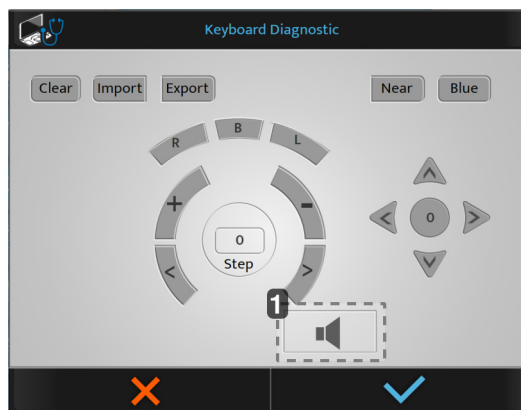 Keyboard Diagnostic
Clear Import Export Near Blue
R B L
+ -
0 0
Step
< >
1